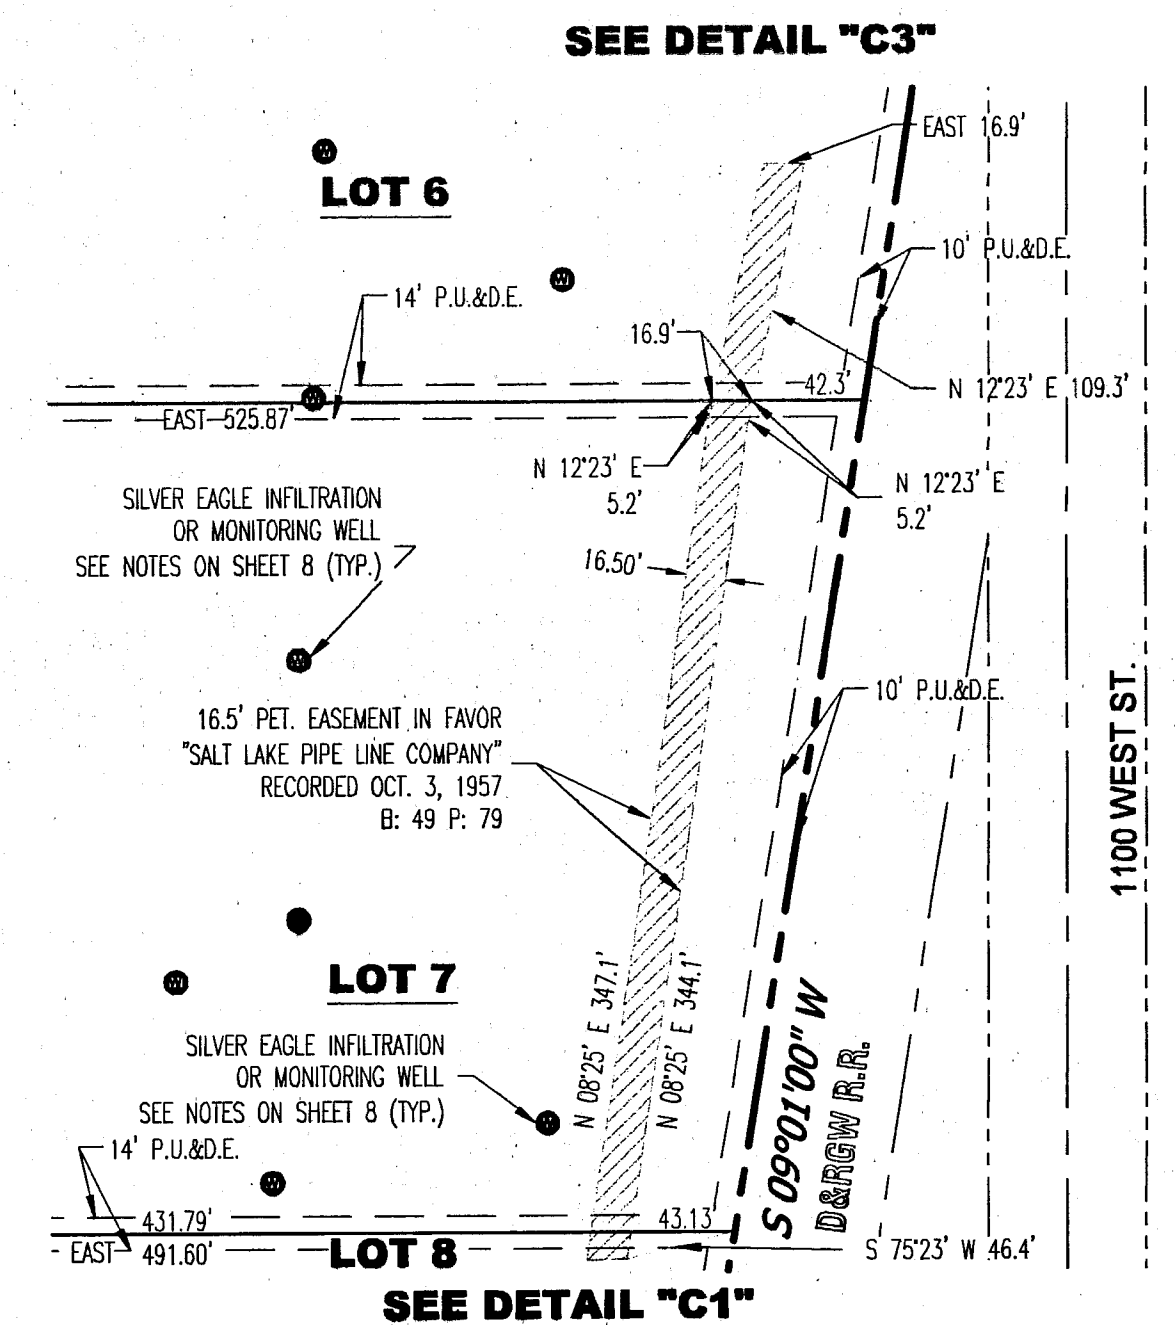 SEE DETAIL "C3"
EAST 16.9'
LOT 6
10' P.U.&D.E.
14' P.U.&D.E.
16.9'
42.3'
N 12°23' E 109.3'
EAST 525.87'
N 12°23' E
5.2'
N 12°23' E
5.2'
SILVER EAGLE INFILTRATION
OR MONITORING WELL
SEE NOTES ON SHEET 8 (TYP.)
16.50'
10' P.U.&D.E.
16.5' PET. EASEMENT IN FAVOR
"SALT LAKE PIPE LINE COMPANY"
RECORDED OCT. 3, 1957
B: 49 P: 79
1100 WEST ST.
LOT 7
N 08°25' E 347.1'
N 08°25' E 344.1'
S 09°01'00" W
D&RGW R.R.
SILVER EAGLE INFILTRATION
OR MONITORING WELL
SEE NOTES ON SHEET 8 (TYP.)
14' P.U.&D.E.
431.79'
43.13'
EAST 491.60'
LOT 8
S 75°23' W 46.4'
SEE DETAIL "C1"
W
W
W
W
W
W
W